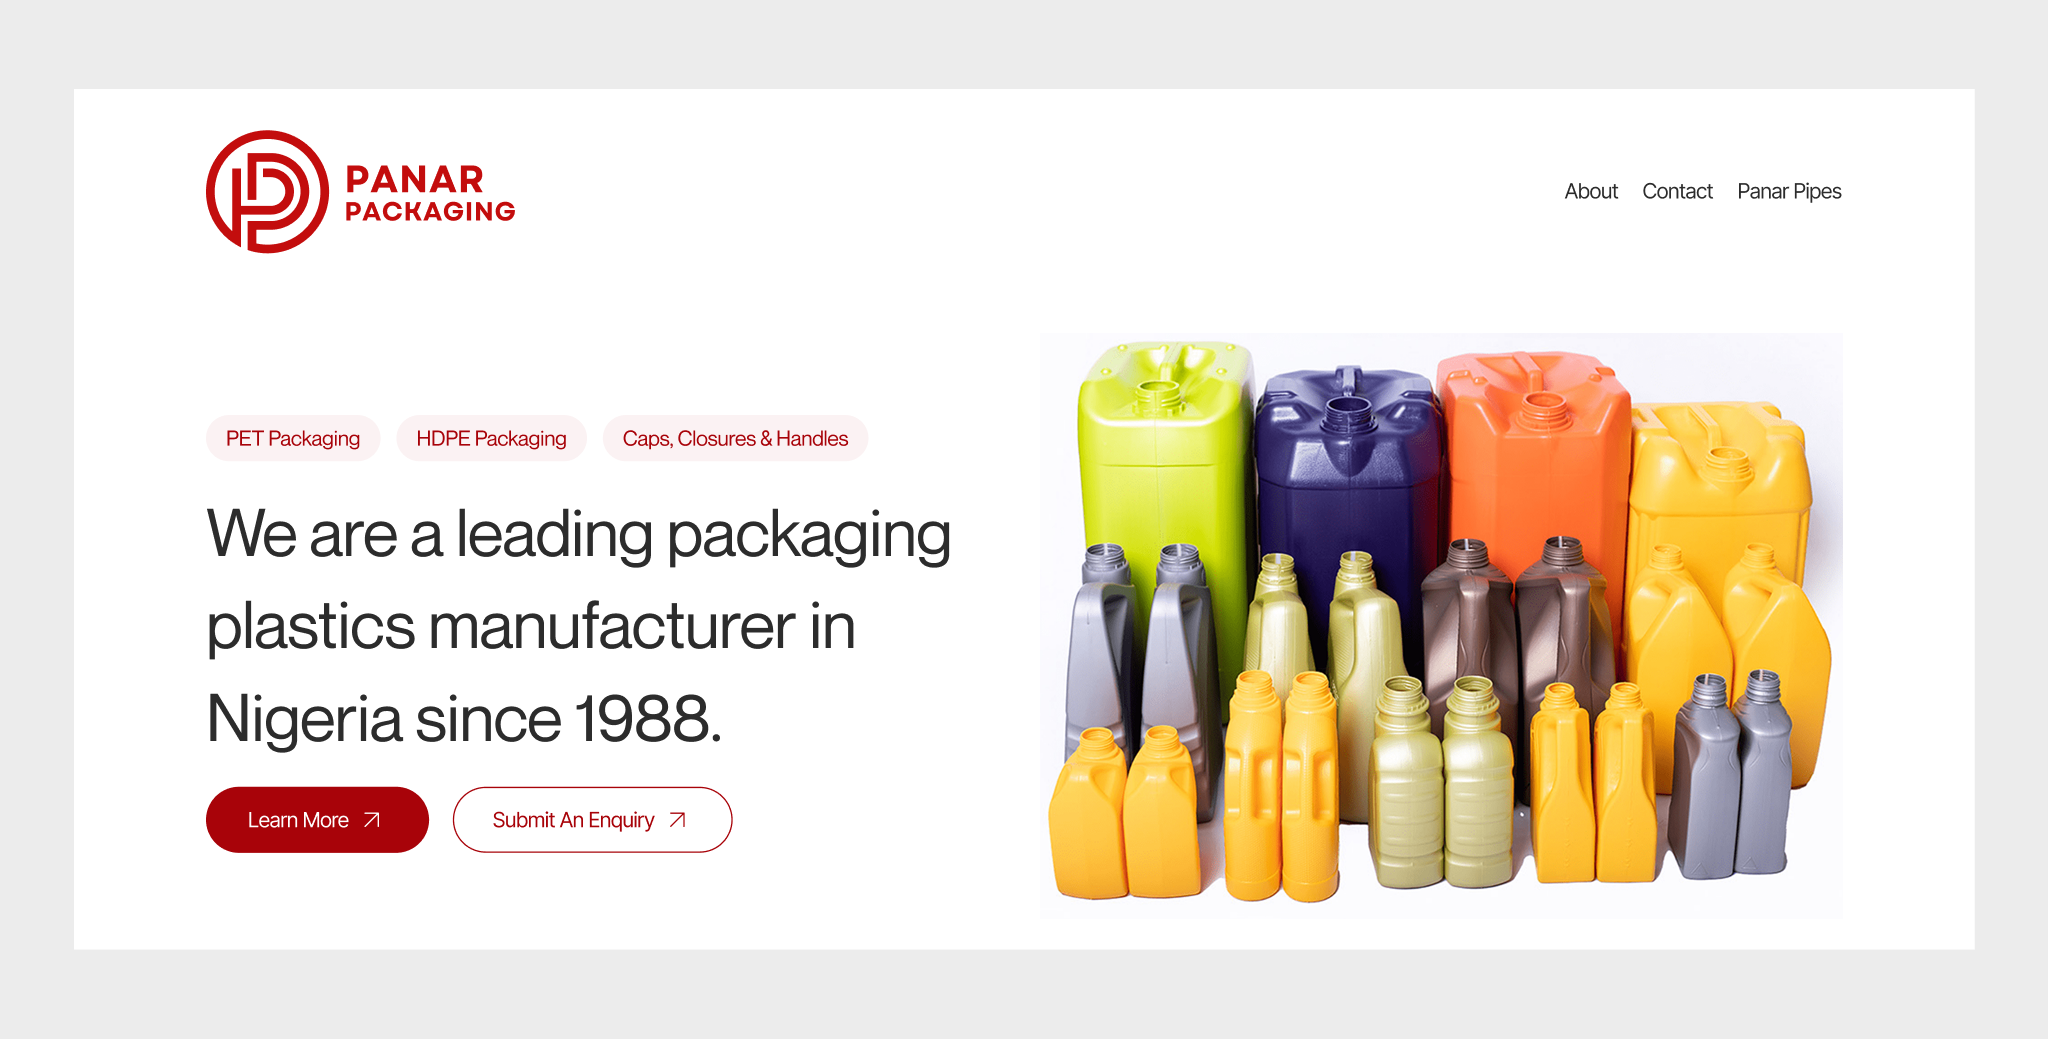 PANAR
PACKAGING
About Contact Panar Pipes
PET Packaging HDPE Packaging Caps, Closures & Handles
We are a leading packaging
plastics manufacturer in
Nigeria since 1988.
Learn More Submit An Enquiry